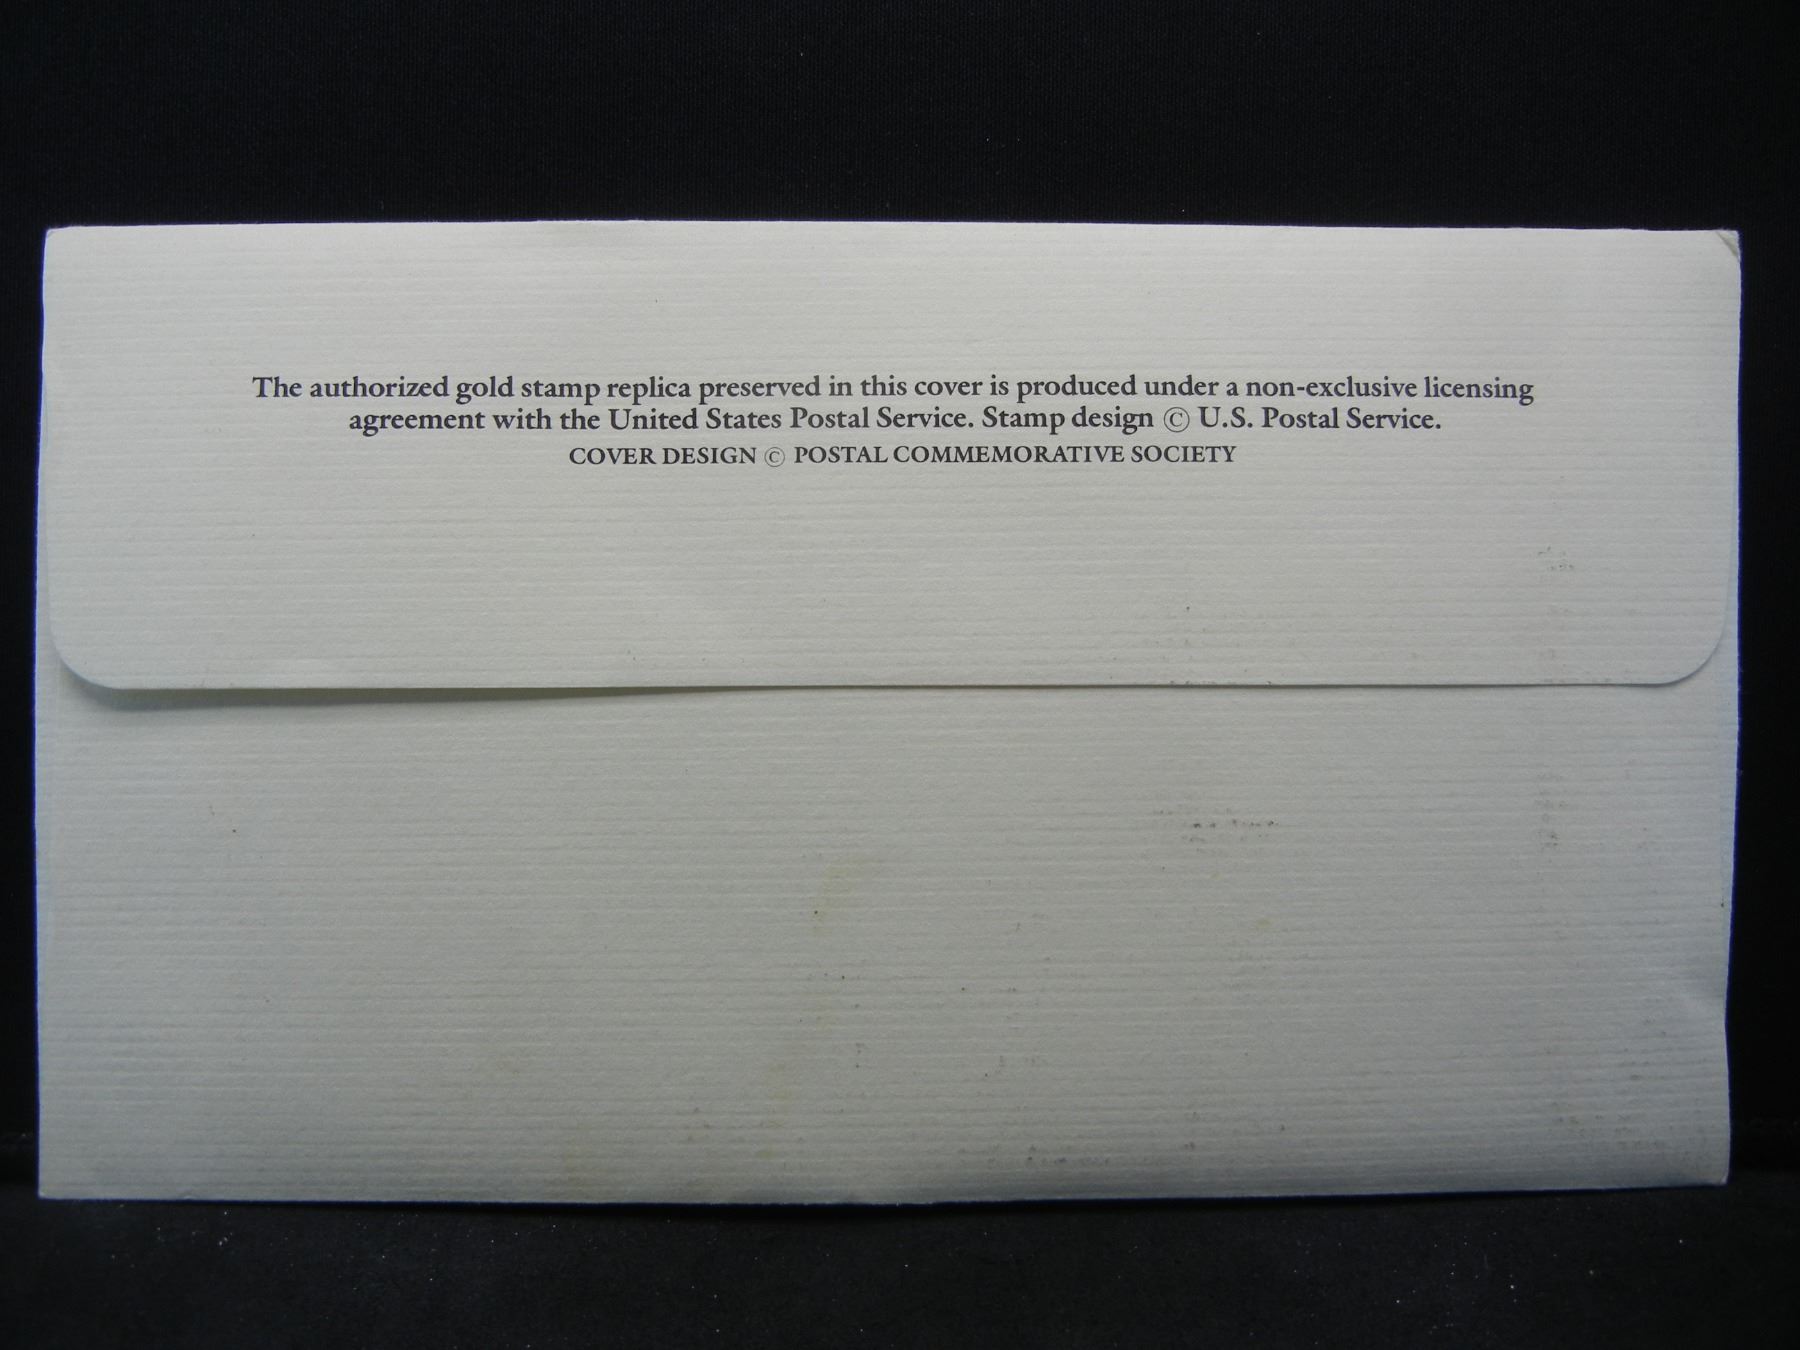 The authorized gold stamp replica preserved in this cover is produced under a non-exclusive licensing
agreement with the United States Postal Service. Stamp design © U.S. Postal Service.
COVER DESIGN © POSTAL COMMEMORATIVE SOCIETY